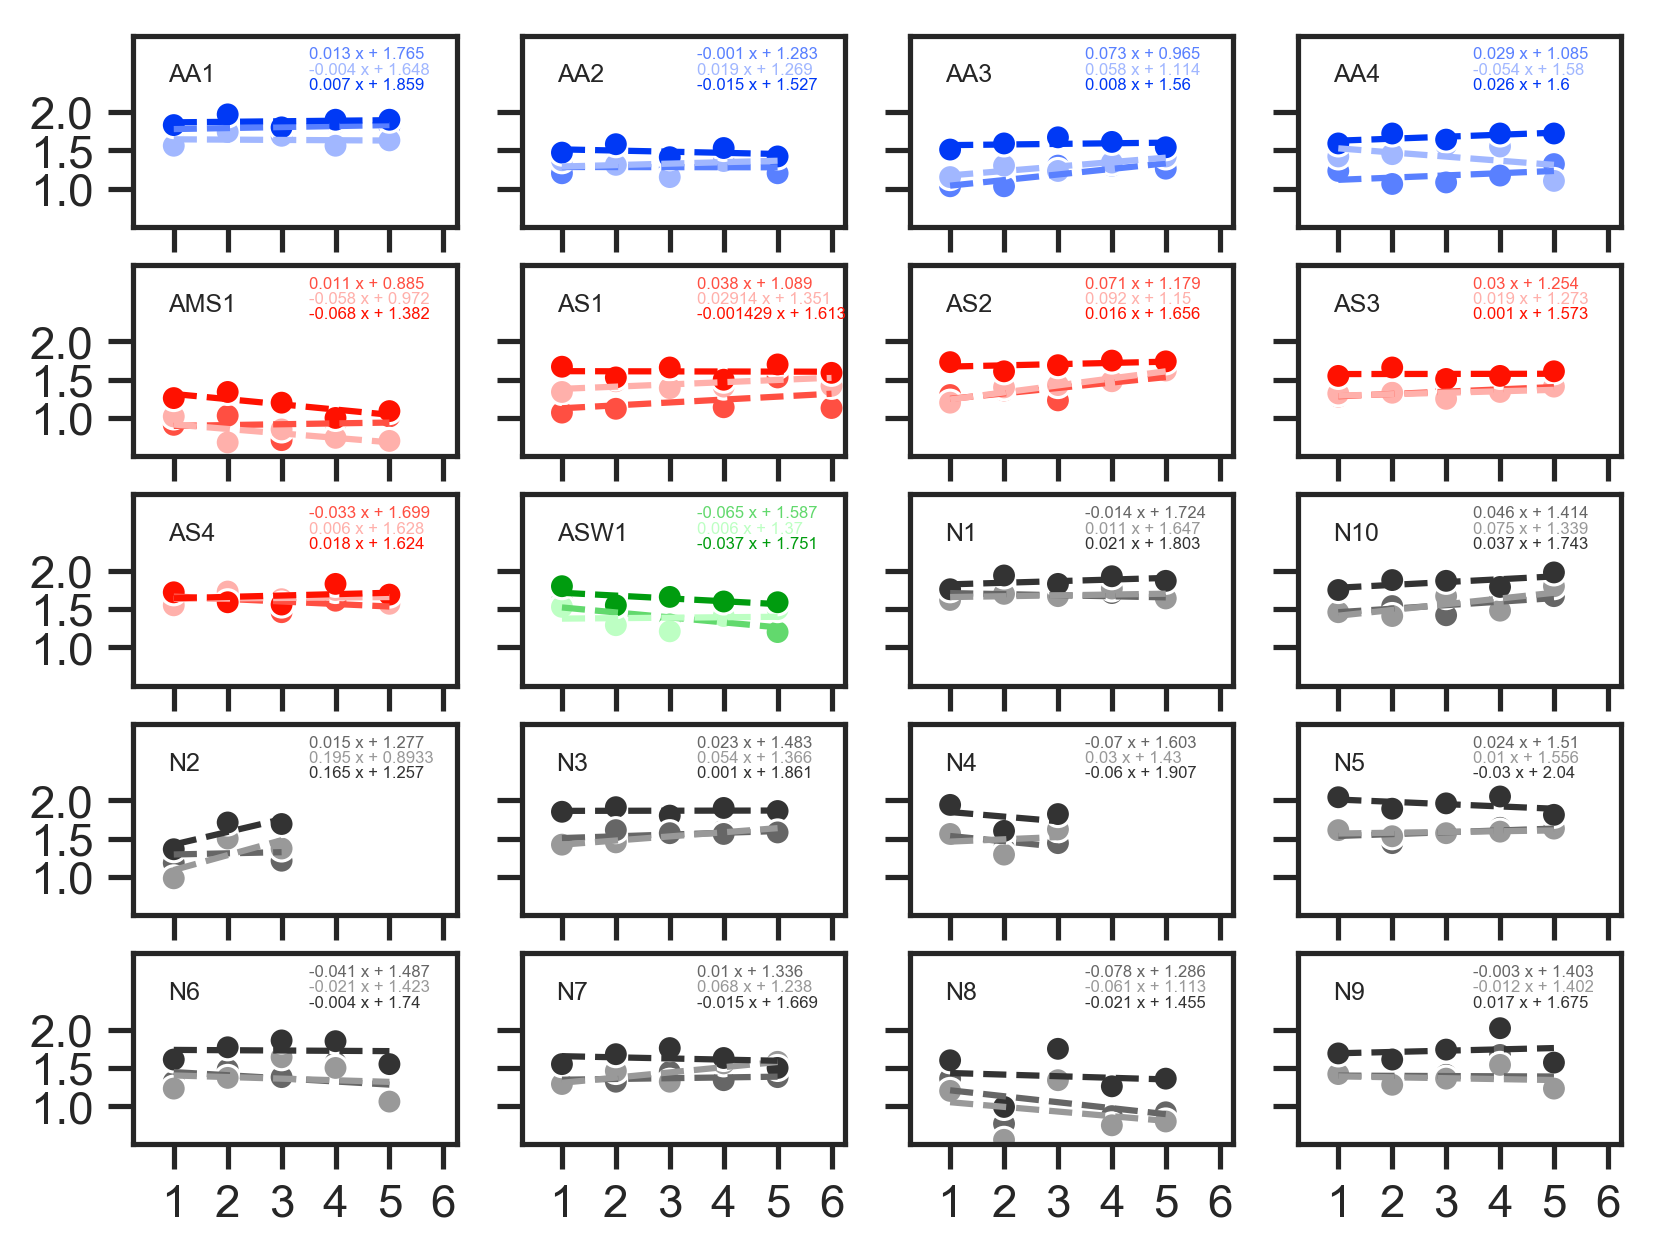 AA1
0.013 x + 1.765
-0.004 x + 1.648
0.007 x + 1.859
AA2
-0.001 x + 1.283
0.019 x + 1.269
-0.015 x + 1.527
AA3
0.073 x + 0.965
0.058 x + 1.114
0.008 x + 1.56
AA4
0.029 x + 1.085
-0.054 x + 1.58
0.026 x + 1.6
2.0
1.5
1.0
AMS1
0.011 x + 0.885
-0.058 x + 0.972
-0.068 x + 1.382
AS1
0.038 x + 1.089
0.02914 x + 1.351
-0.001429 x + 1.613
AS2
0.071 x + 1.179
0.092 x + 1.15
0.016 x + 1.656
AS3
0.03 x + 1.254
0.019 x + 1.273
0.001 x + 1.573
2.0
1.5
1.0
AS4
-0.033 x + 1.699
0.006 x + 1.628
0.018 x + 1.624
ASW1
-0.065 x + 1.587
0.006 x + 1.37
-0.037 x + 1.751
N1
-0.014 x + 1.724
0.011 x + 1.647
0.021 x + 1.803
N10
0.046 x + 1.414
0.075 x + 1.339
0.037 x + 1.743
2.0
1.5
1.0
N2
0.015 x + 1.277
0.195 x + 0.8933
0.165 x + 1.257
N3
0.023 x + 1.483
0.054 x + 1.366
0.001 x + 1.861
N4
-0.07 x + 1.603
0.03 x + 1.43
-0.06 x + 1.907
N5
0.024 x + 1.51
0.01 x + 1.556
-0.03 x + 2.04
2.0
1.5
1.0
N6
-0.041 x + 1.487
-0.021 x + 1.423
-0.004 x + 1.74
N7
0.01 x + 1.336
0.068 x + 1.238
-0.015 x + 1.669
N8
-0.078 x + 1.286
-0.061 x + 1.113
-0.021 x + 1.455
N9
-0.003 x + 1.403
-0.012 x + 1.402
0.017 x + 1.675
2.0
1.5
1.0
1 2 3 4 5 6
1 2 3 4 5 6
1 2 3 4 5 6
1 2 3 4 5 6